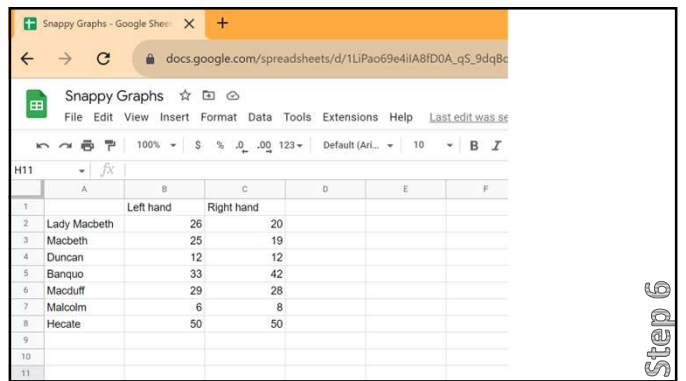 Snappy Graphs - Google Shee
docs.google.com/spreadsheets/d/1LiPao69e4iIA8fD0A_qS_9dqBc
Snappy Graphs
File Edit View Insert Format Data Tools Extensions Help Last edit was se
100% $ % .0 .00 123 Default (Ari... 10 B I
H11 fx
A B C D E F
1 Left hand Right hand
2 Lady Macbeth 26 20
3 Macbeth 25 19
4 Duncan 12 12
5 Banquo 33 42
6 Macduff 29 28
7 Malcolm 6 8
8 Hecate 50 50
9
10
11
Step 6